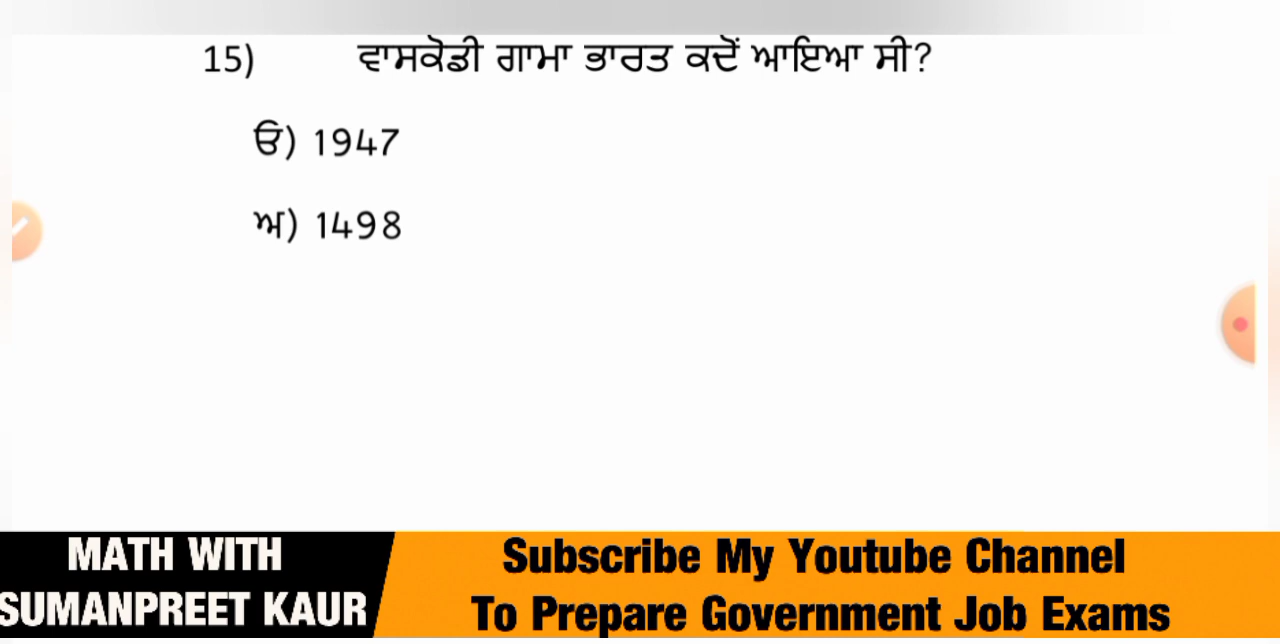 15) ਵਾਸਕੋਡੀ ਗਾਮਾ ਭਾਰਤ ਕਦੋਂ ਆਇਆ ਸੀ?
ੳ) 1947
ਅ) 1498
MATH WITH
SUMANPREET KAUR
Subscribe My Youtube Channel
To Prepare Government Job Exams